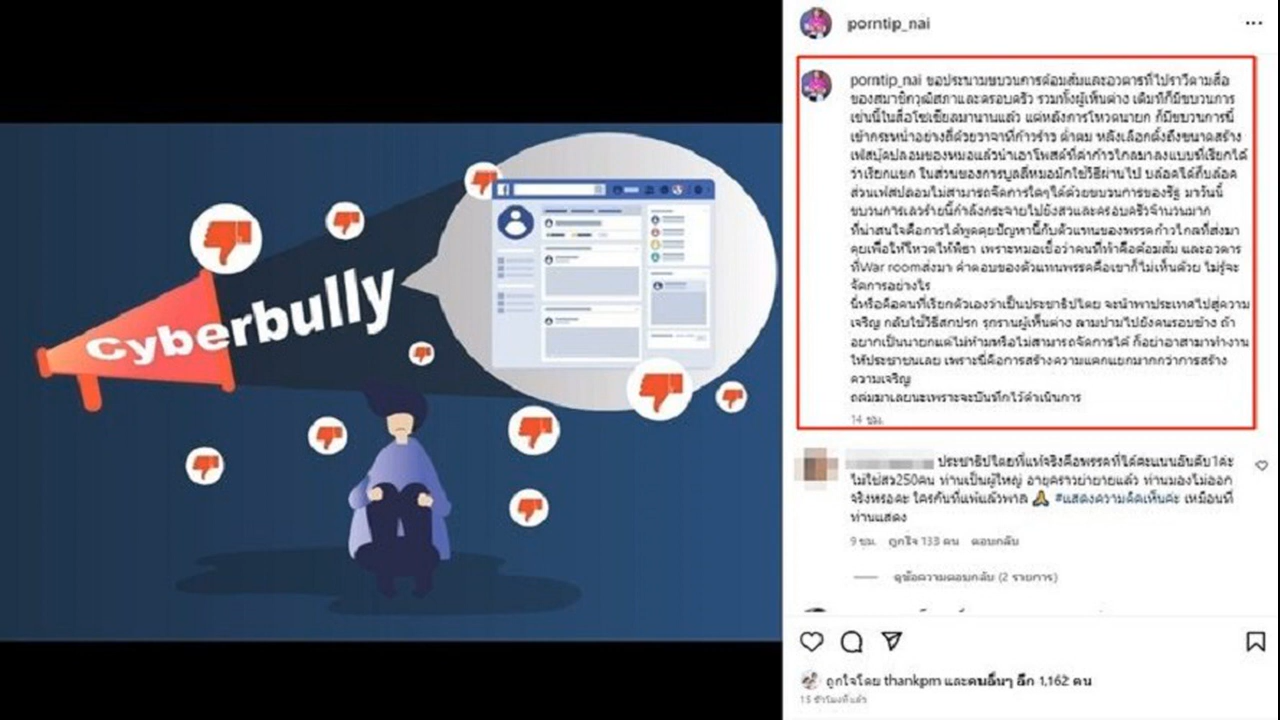 Cyberbully
porntip_nai
porntip_nai ขอประนามขบวนการด้อมส้มและอวตารที่ไปราวีตามสื่อ
ของสมาชิกวุฒิสภาและครอบครัว รวมทั้งผู้เห็นต่าง เดิมทีก็มีขบวนการ
เช่นนี้ในสื่อโซเชียลมานานแล้ว แต่หลังการโหวตนายก ก็มีขบวนการนี้
เข้ากระหน่ำอย่างถี่ด้วยวาจาที่ก้าวร้าว ต่ำตม หลังเลือกตั้งถึงขนาดสร้าง
เฟสบุ๊คปลอมของหมอแล้วนำเอาโพสต์ที่ด่าก้าวไกลมาลงแบบที่เรียกได้
ว่าเรียกแขก ในส่วนของการบูลลี่หมอมักใช้วิธีผ่านไป บล๊อคได้ก็บล๊อค
ส่วนเฟสปลอมไม่สามารถจัดการใดๆได้ด้วยขบวนการของรัฐ มาวันนี้
ขบวนการเลวร้ายนี้กำลังกระจายไปยังสวและครอบครัวจำนวนมาก
ที่น่าสนใจคือการได้พูดคุยปัญหานี้กับตัวแทนของพรรคก้าวไกลที่ส่งมา
คุยเพื่อให้โหวตให้พิธา เพราะหมอเชื่อว่าคนที่ทำคือด้อมส้ม และอวตาร
ที่War roomส่งมา คำตอบของตัวแทนพรรคคือเขาก็ไม่เห็นด้วย ไม่รู้จะ
จัดการอย่างไร
นี่หรือคือคนที่เรียกตัวเองว่าเป็นประชาธิปไตย จะนำพาประเทศไปสู่ความ
เจริญ กลับใช้วิธีสกปรก รุกรานผู้เห็นต่าง ลามปามไปยังคนรอบข้าง ถ้า
อยากเป็นนายกแต่ไม่ห้ามหรือไม่สามารถจัดการได้ ก็อย่าอาสามาทำงาน
ให้ประชาชนเลย เพราะนี่คือการสร้างความแตกแยกมากกว่าการสร้าง
ความเจริญ
ถล่มมาเลยนะเพราะจะบันทึกไว้ดำเนินการ
14 ชม.
ประชาธิปไตยที่แท้จริงคือพรรคที่ได้คะแนนอันดับ1ค่ะ
ไม่ใช่สว250คน ท่านเป็นผู้ใหญ่ อายุคราวย่ายายแล้ว ท่านมองไม่ออก
จริงหรอคะ ใครกันที่แพ้แล้วพาล 🙏 #แสดงความคิดเห็นค่ะ เหมือนที่
ท่านแสดง
9 ชม. ถูกใจ 133 คน ตอบกลับ
ดูข้อความตอบกลับ (2 รายการ)
ถูกใจโดย thankpm และคนอื่นๆ อีก 1,162 คน
15 ชั่วโมงที่แล้ว